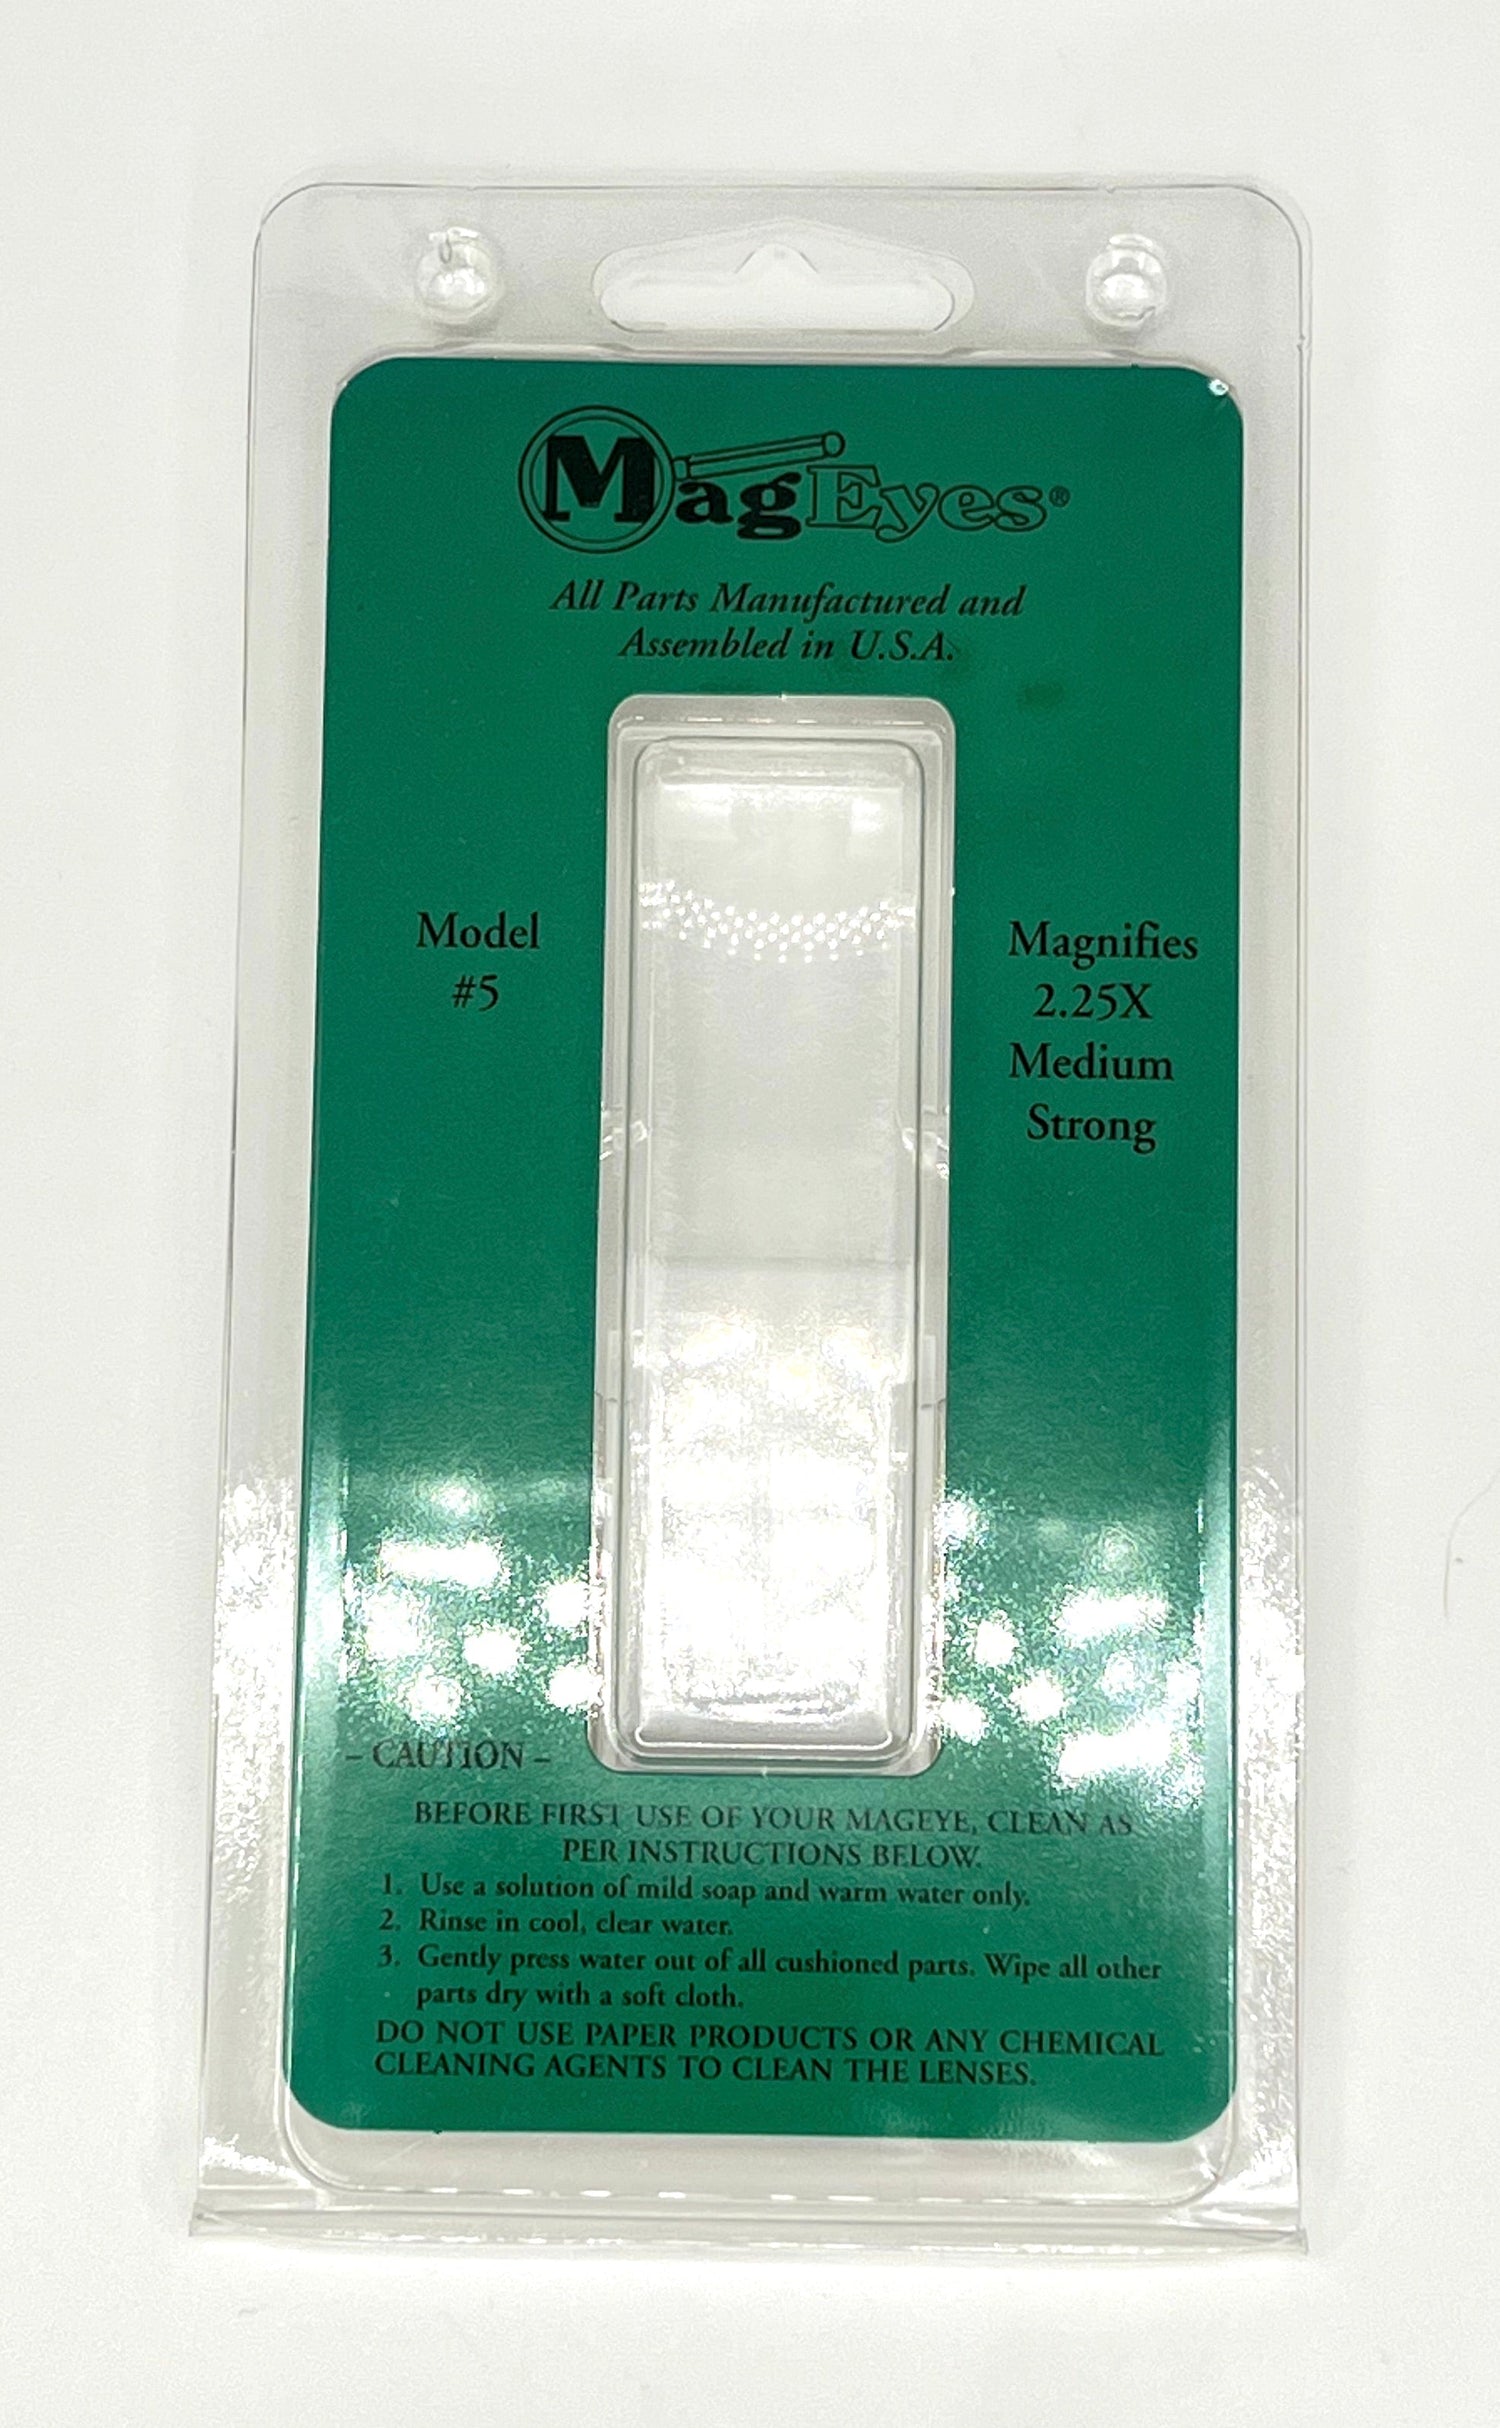 MagEyes®
All Parts Manufactured and
Assembled in U.S.A.
Model
#5
Magnifies
2.25X
Medium
Strong
– CAUTION –
BEFORE FIRST USE OF YOUR MAGEYE, CLEAN AS
PER INSTRUCTIONS BELOW.
1. Use a solution of mild soap and warm water only.
2. Rinse in cool, clear water.
3. Gently press water out of all cushioned parts. Wipe all other
parts dry with a soft cloth.
DO NOT USE PAPER PRODUCTS OR ANY CHEMICAL
CLEANING AGENTS TO CLEAN THE LENSES.